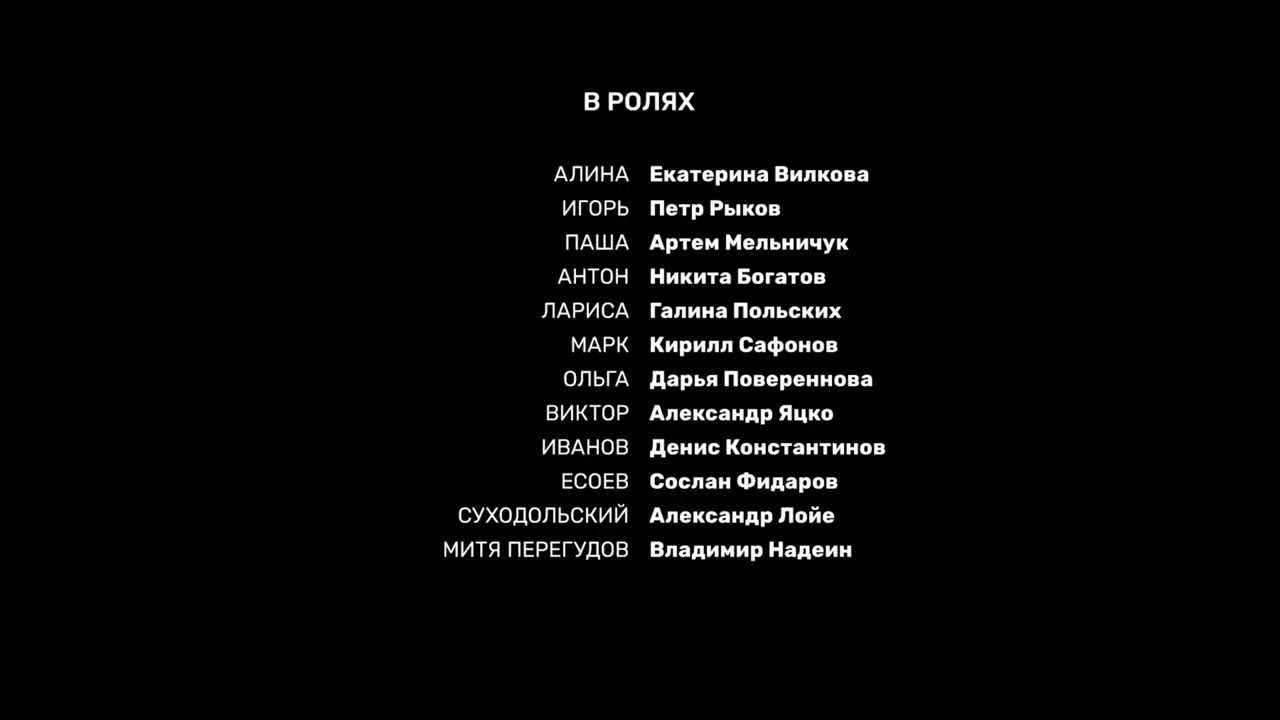 В РОЛЯХ
АЛИНА Екатерина Вилкова
ИГОРЬ Петр Рыков
ПАША Артем Мельничук
АНТОН Никита Богатов
ЛАРИСА Галина Польских
МАРК Кирилл Сафонов
ОЛЬГА Дарья Повереннова
ВИКТОР Александр Яцко
ИВАНОВ Денис Константинов
ЕСОЕВ Сослан Фидаров
СУХОДОЛЬСКИЙ Александр Лойе
МИТЯ ПЕРЕГУДОВ Владимир Надеин